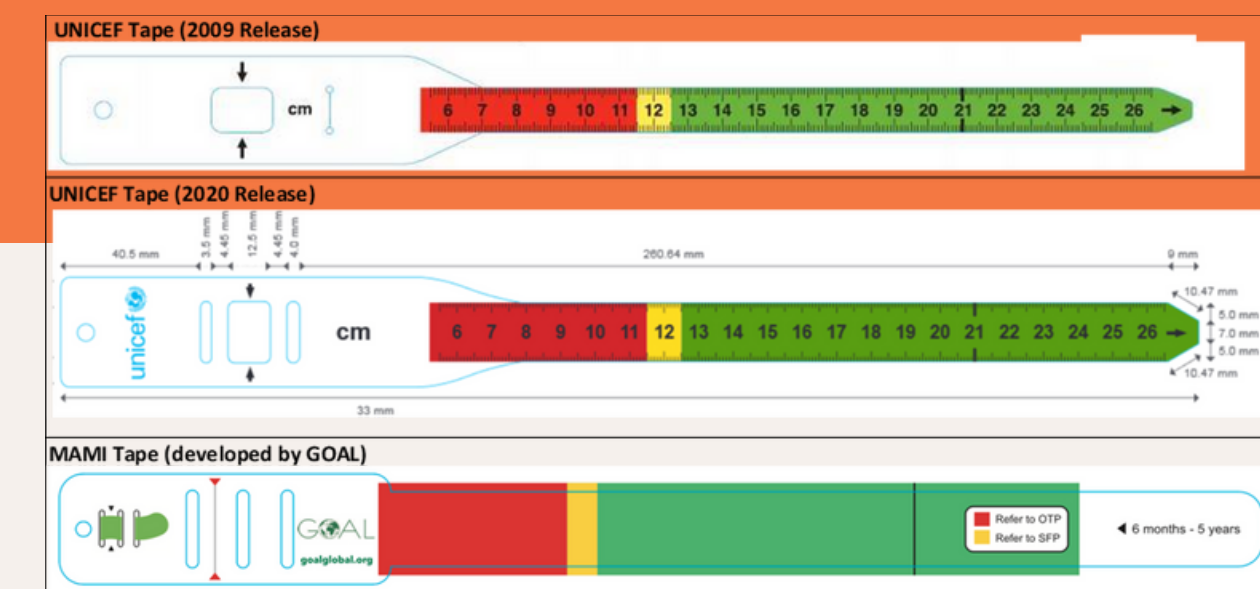 UNICEF Tape (2009 Release)
cm
6 7 8 9 10 11 12 13 14 15 16 17 18 19 20 21 22 23 24 25 26
UNICEF Tape (2020 Release)
40.5 mm 3.5 mm 4.45 mm 12.5 mm 4.45 mm 4.0 mm 260.64 mm 9 mm
unicef
cm
6 7 8 9 10 11 12 13 14 15 16 17 18 19 20 21 22 23 24 25 26
10.47 mm
5.0 mm
7.0 mm
5.0 mm
10.47 mm
33 mm
MAMI Tape (developed by GOAL)
GOAL
goalglobal.org
Refer to OTP
Refer to SFP
6 months - 5 years